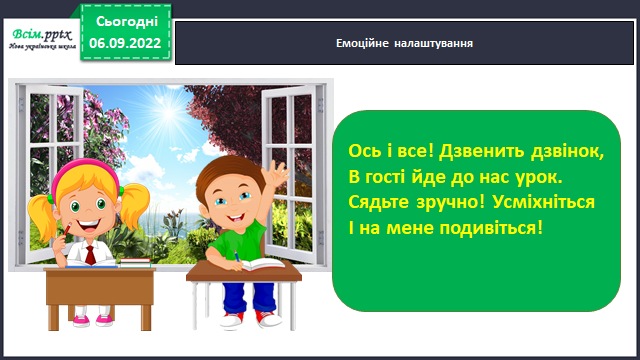 Всім.pptx
Нова українська школа
Сьогодні
06.09.2022
Емоційне налаштування
Ось і все! Дзвенить дзвінок,
В гості йде до нас урок.
Сядьте зручно! Усміхніться
І на мене подивіться!